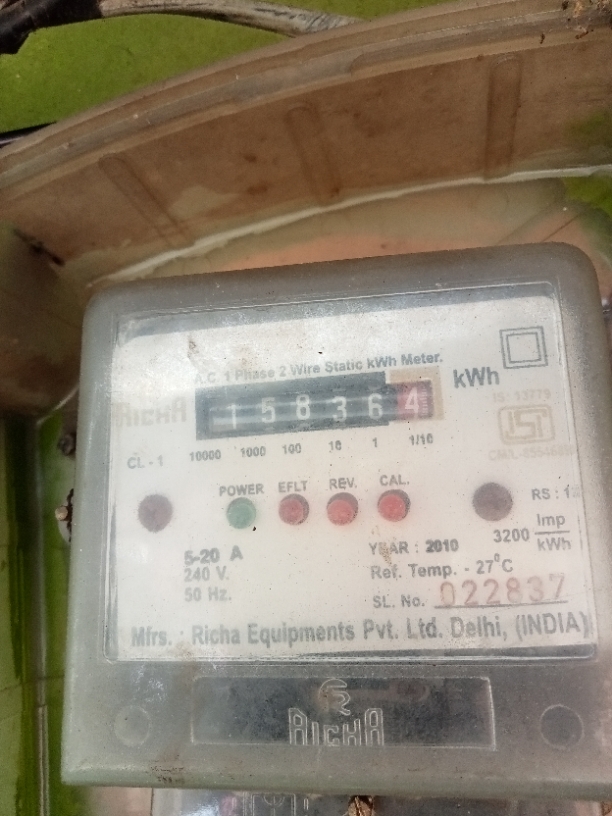 A.C. 1 Phase 2 Wire Static kWh Meter.
RICHA 1 5 8 3 6 4 kWh
IS: 13779
ISI
CL - 1 10000 1000 100 10 1 1/10
POWER EFLT REV. CAL.
RS :
3200 Imp/kWh
5-20 A
240 V.
50 Hz.
YEAR : 2010
Ref. Temp. - 27°C
SL. No. 022837
Mfrs. : Richa Equipments Pvt. Ltd. Delhi, (INDIA)
RICHA